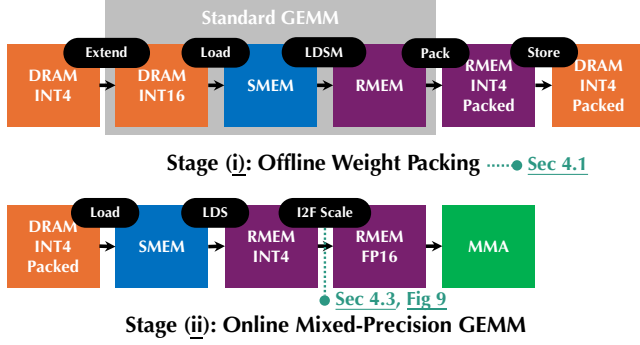 Standard GEMM
Extend
Load
LDSM
Pack
Store
DRAM
INT4
DRAM
INT16
SMEM
RMEM
RMEM
INT4
Packed
DRAM
INT4
Packed
Stage (i): Offline Weight Packing
Sec 4.1
Load
LDS
I2F Scale
DRAM
INT4
Packed
SMEM
RMEM
INT4
RMEM
FP16
MMA
Sec 4.3, Fig 9
Stage (ii): Online Mixed-Precision GEMM